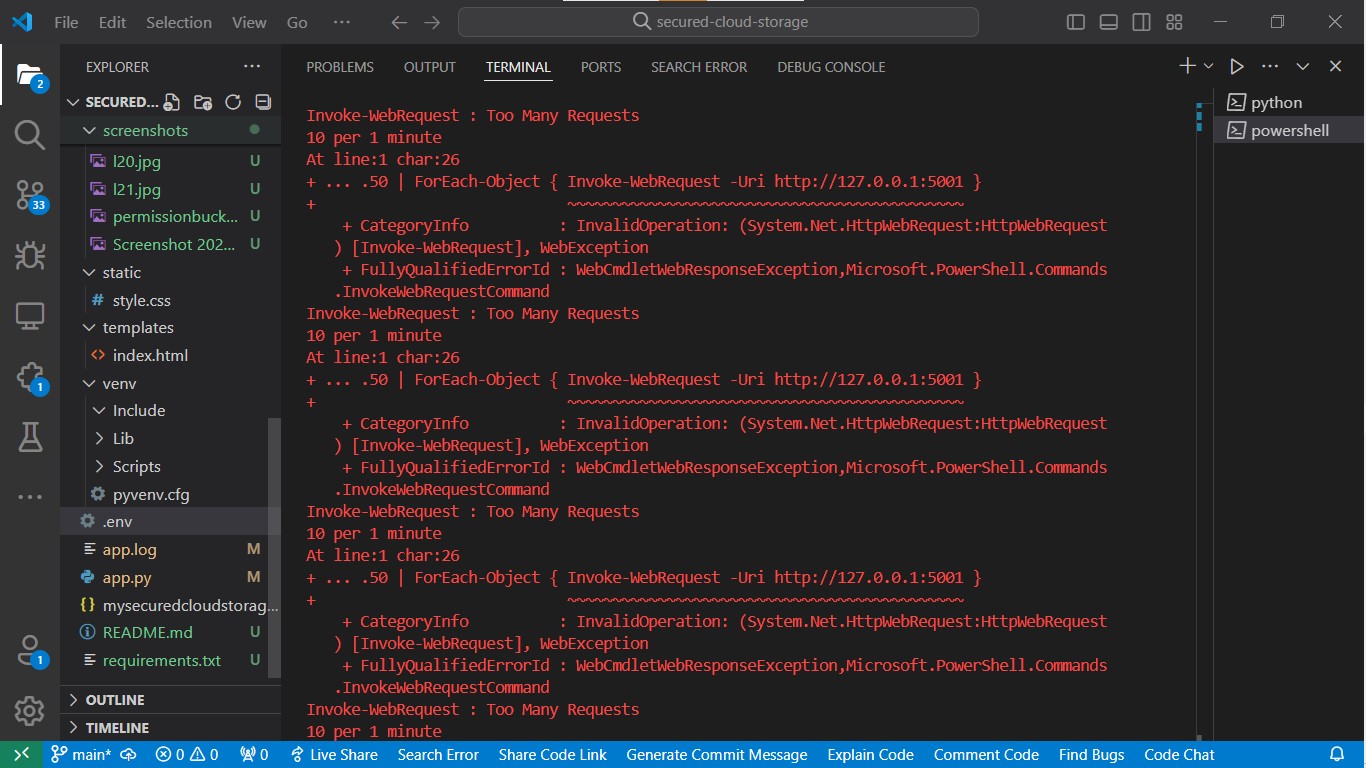 File Edit Selection View Go ··· secured-cloud-storage
EXPLORER ···
SECURED...
screenshots
l20.jpg U
l21.jpg U
permissionbuck... U
Screenshot 202... U
static
# style.css
templates
<> index.html
venv
Include
Lib
Scripts
pyvenv.cfg
.env
app.log M
app.py M
{} mysecuredcloudstorag...
README.md U
requirements.txt U
OUTLINE
TIMELINE
2
33
1
1
PROBLEMS OUTPUT TERMINAL PORTS SEARCH ERROR DEBUG CONSOLE
Invoke-WebRequest : Too Many Requests
10 per 1 minute
At line:1 char:26
+ ... .50 | ForEach-Object { Invoke-WebRequest -Uri http://127.0.0.1:5001 }
+ ~~~~~~~~~~~~~~~~~~~~~~~~~~~~~~~~~~~~~~~~~~~~
+ CategoryInfo : InvalidOperation: (System.Net.HttpWebRequest:HttpWebRequest
) [Invoke-WebRequest], WebException
+ FullyQualifiedErrorId : WebCmdletWebResponseException,Microsoft.PowerShell.Commands
.InvokeWebRequestCommand
Invoke-WebRequest : Too Many Requests
10 per 1 minute
At line:1 char:26
+ ... .50 | ForEach-Object { Invoke-WebRequest -Uri http://127.0.0.1:5001 }
+ ~~~~~~~~~~~~~~~~~~~~~~~~~~~~~~~~~~~~~~~~~~~~
+ CategoryInfo : InvalidOperation: (System.Net.HttpWebRequest:HttpWebRequest
) [Invoke-WebRequest], WebException
+ FullyQualifiedErrorId : WebCmdletWebResponseException,Microsoft.PowerShell.Commands
.InvokeWebRequestCommand
Invoke-WebRequest : Too Many Requests
10 per 1 minute
At line:1 char:26
+ ... .50 | ForEach-Object { Invoke-WebRequest -Uri http://127.0.0.1:5001 }
+ ~~~~~~~~~~~~~~~~~~~~~~~~~~~~~~~~~~~~~~~~~~~~
+ CategoryInfo : InvalidOperation: (System.Net.HttpWebRequest:HttpWebRequest
) [Invoke-WebRequest], WebException
+ FullyQualifiedErrorId : WebCmdletWebResponseException,Microsoft.PowerShell.Commands
.InvokeWebRequestCommand
Invoke-WebRequest : Too Many Requests
10 per 1 minute
python
powershell
main* 0 0 0 Live Share Search Error Share Code Link Generate Commit Message Explain Code Comment Code Find Bugs Code Chat